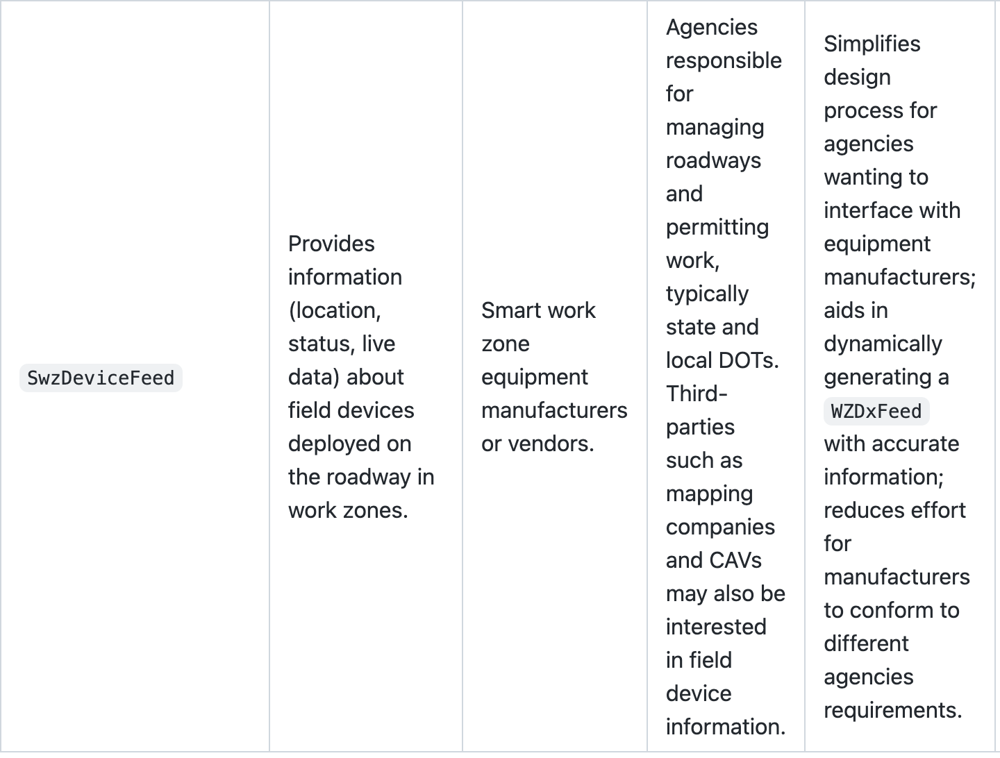 SwzDeviceFeed
Provides
information
(location,
status, live
data) about
field devices
deployed on
the roadway in
work zones.
Smart work
zone
equipment
manufacturers
or vendors.
Agencies
responsible
for
managing
roadways
and
permitting
work,
typically
state and
local DOTs.
Third-
parties
such as
mapping
companies
and CAVs
may also be
interested
in field
device
information.
Simplifies
design
process for
agencies
wanting to
interface with
equipment
manufacturers;
aids in
dynamically
generating a
WZDxFeed
with accurate
information;
reduces effort
for
manufacturers
to conform to
different
agencies
requirements.